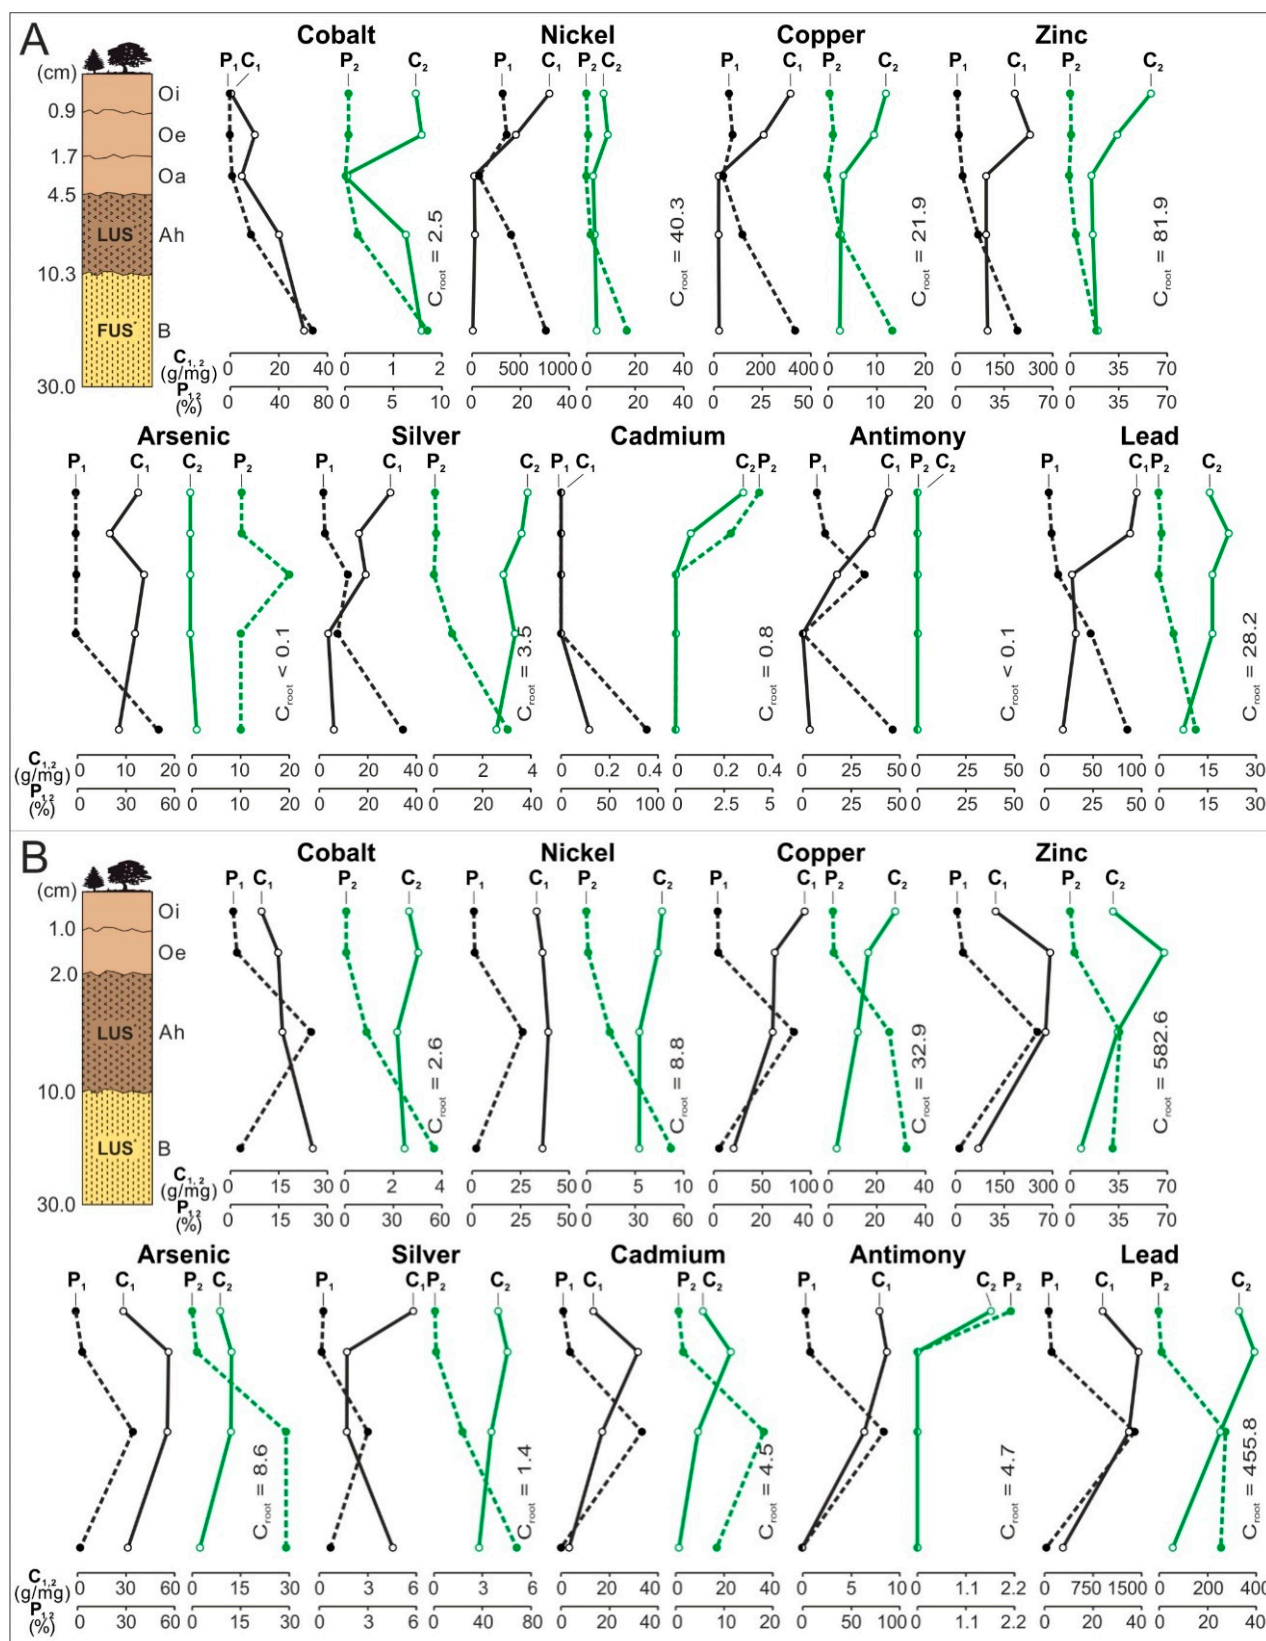 A
Cobalt Nickel Copper Zinc
(cm) P1 C1 P2 C2 P1 C1 P2 C2 P1 C1 P2 C2 P1 C1 P2 C2
Oi
0.9
Oe
1.7
Oa
4.5
LUS Ah
Croot = 2.5 Croot = 40.3 Croot = 21.9 Croot = 81.9
10.3
FUS B
C1,2 (g/mg) 0 20 40 0 1 2 0 500 1000 0 20 40 0 200 400 0 10 20 0 150 300 0 35 70
30.0
P1,2 (%) 0 40 80 0 5 10 0 20 40 0 20 40 0 25 50 0 10 20 0 35 70 0 35 70
Arsenic Silver Cadmium Antimony Lead
P1 C1 C2 P2 P1 C1 P2 C2 P1 C1 C2 P2 P1 C1 P2 C2 P1 C1 P2 C2
Croot < 0.1 Croot = 3.5 Croot = 0.8 Croot < 0.1 Croot = 28.2
C1,2 (g/mg) 0 10 20 0 10 20 0 20 40 0 2 4 0 0.2 0.4 0 0.2 0.4 0 25 50 0 25 50 0 50 100 0 15 30
P1,2 (%) 0 30 60 0 10 20 0 20 40 0 20 40 0 50 100 0 2.5 5 0 25 50 0 25 50 0 25 50 0 15 30
B
Cobalt Nickel Copper Zinc
(cm) P1 C1 P2 C2 P1 C1 P2 C2 P1 C1 P2 C2 P1 C1 P2 C2
Oi
1.0
Oe
2.0
LUS Ah
Croot = 2.6 Croot = 8.8 Croot = 32.9 Croot = 582.6
10.0
LUS B
C1,2 (g/mg) 0 15 30 0 2 4 0 25 50 0 5 10 0 50 100 0 20 40 0 150 300 0 35 70
30.0
P1,2 (%) 0 15 30 0 30 60 0 25 50 0 30 60 0 20 40 0 20 40 0 35 70 0 35 70
Arsenic Silver Cadmium Antimony Lead
P1 C1 P2 C2 P1 C1 P2 C2 P1 C1 P2 C2 P1 C1 C2 P2 P1 C1 P2 C2
Croot = 8.6 Croot = 1.4 Croot = 4.5 Croot = 4.7 Croot = 455.8
C1,2 (g/mg) 0 30 60 0 15 30 0 3 6 0 3 6 0 20 40 0 20 40 0 5 10 0 1.1 2.2 0 750 1500 0 200 400
P1,2 (%) 0 30 60 0 15 30 0 3 6 0 40 80 0 20 40 0 20 40 0 50 100 0 1.1 2.2 0 20 40 0 20 40